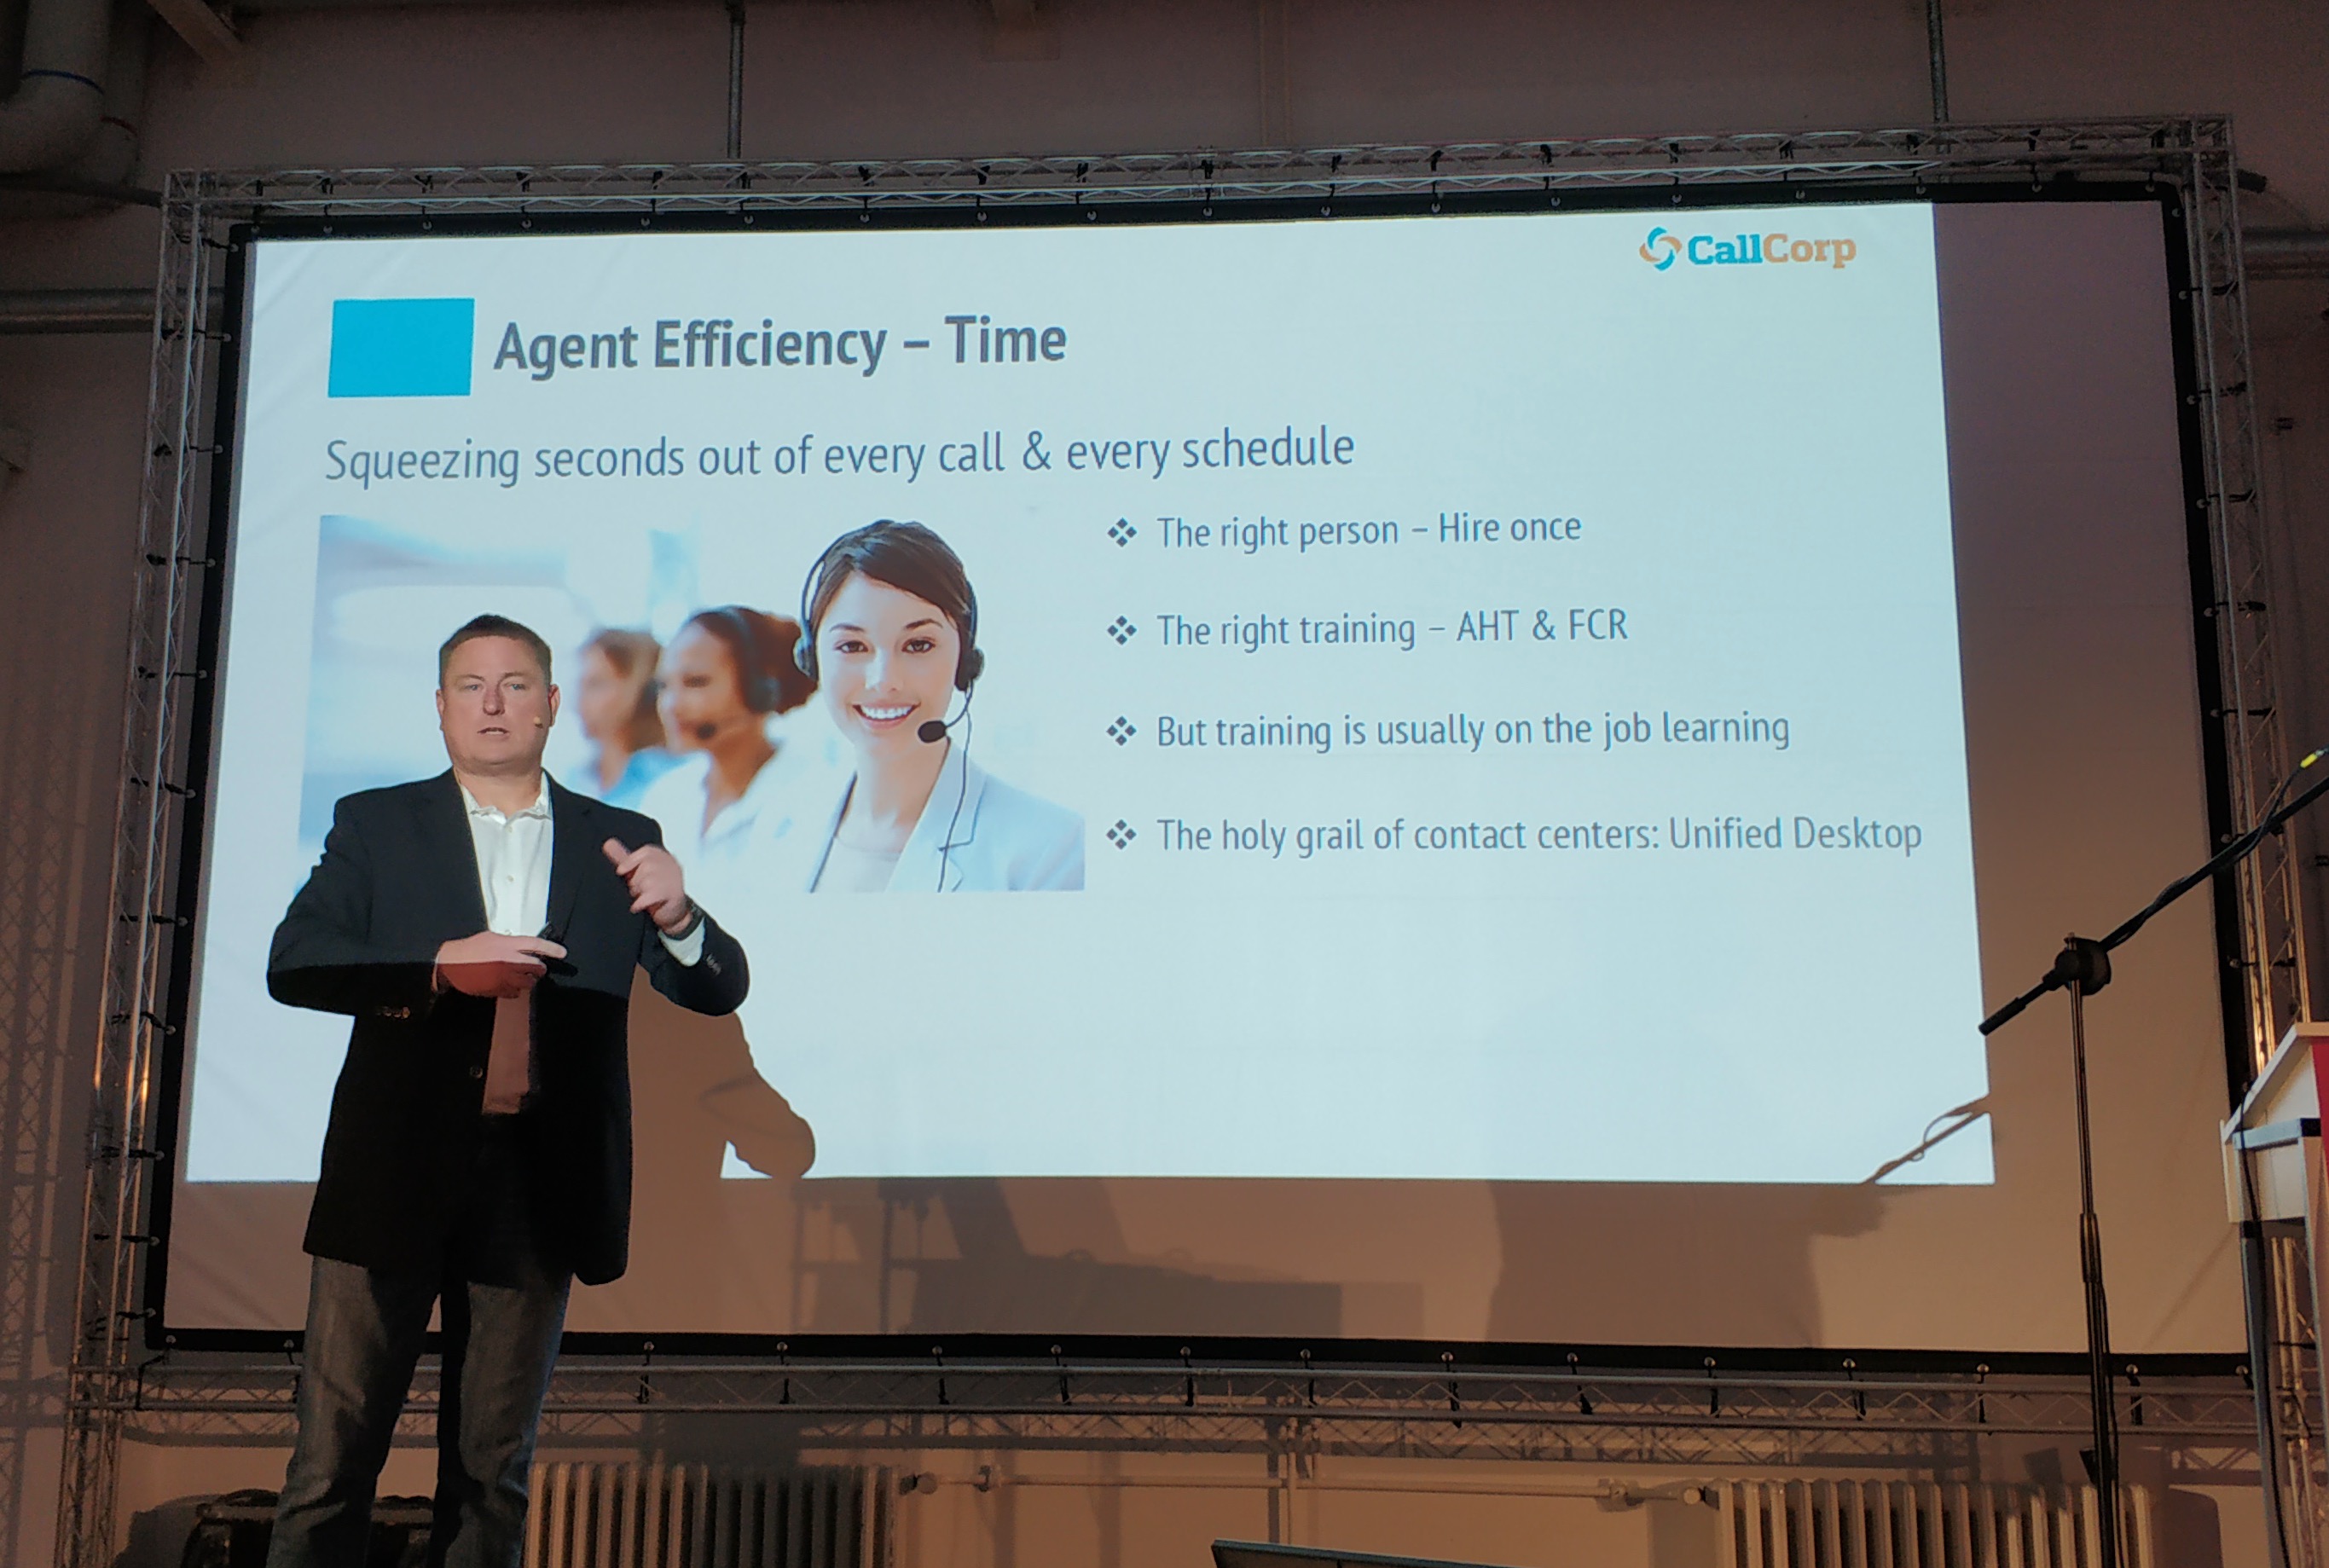 CallCorp
Agent Efficiency – Time
Squeezing seconds out of every call & every schedule
❖ The right person – Hire once
❖ The right training – AHT & FCR
❖ But training is usually on the job learning
❖ The holy grail of contact centers: Unified Desktop